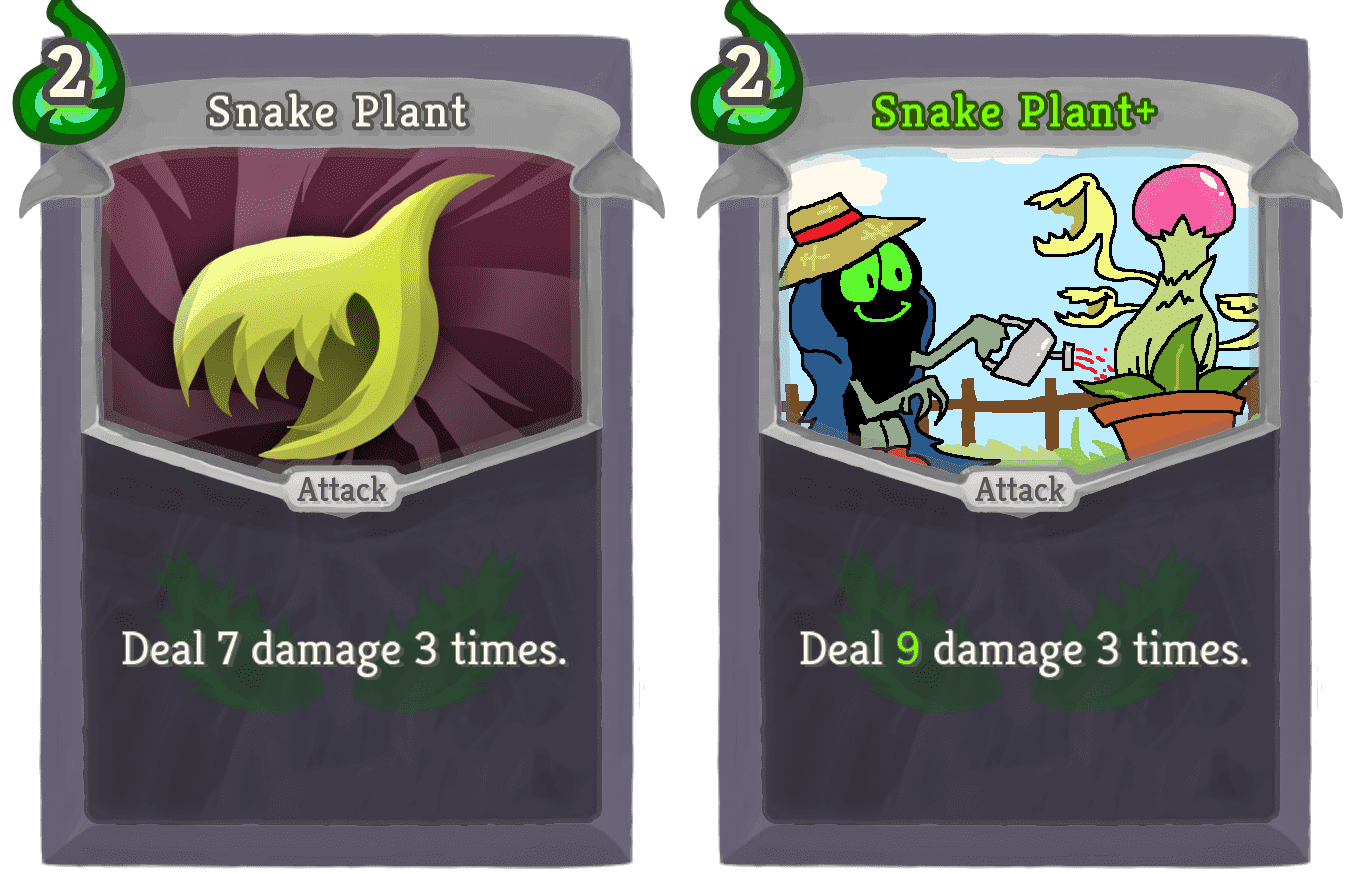 2
Snake Plant
Attack
Deal 7 damage 3 times.
2
Snake Plant+
Attack
Deal 9 damage 3 times.